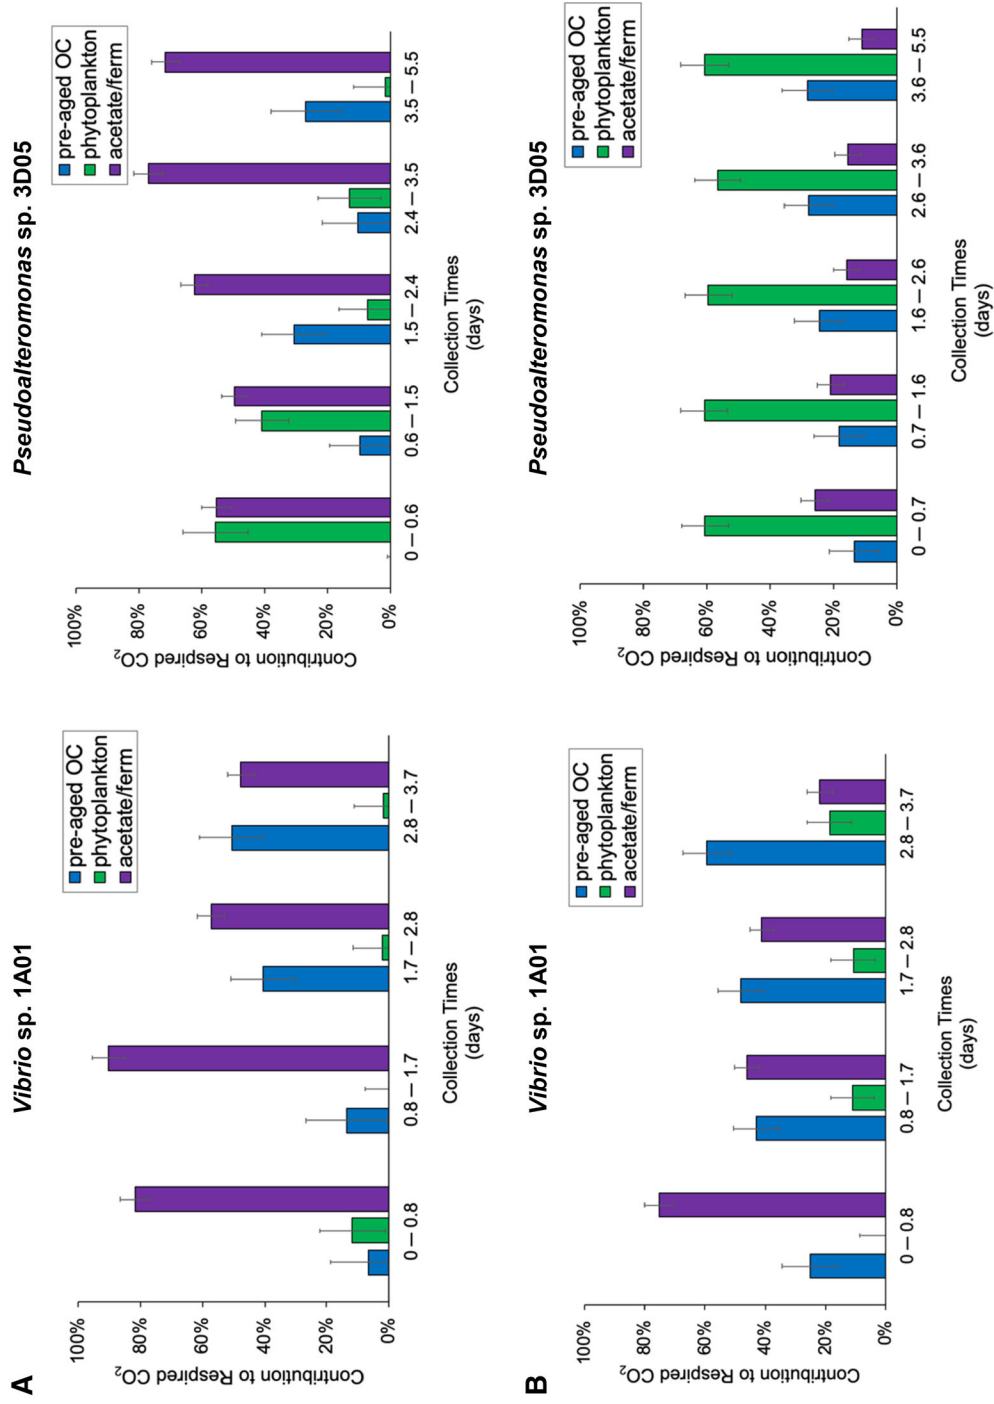 A
Vibrio sp. 1A01
pre-aged OC
phytoplankton
acetate/ferm
Contribution to Respired CO₂
100%
80%
60%
40%
20%
0%
0 – 0.8
0.8 – 1.7
1.7 – 2.8
2.8 – 3.7
Collection Times
(days)
Pseudoalteromonas sp. 3D05
pre-aged OC
phytoplankton
acetate/ferm
Contribution to Respired CO₂
100%
80%
60%
40%
20%
0%
0 – 0.6
0.6 – 1.5
1.5 – 2.4
2.4 – 3.5
3.5 – 5.5
Collection Times
(days)
B
Vibrio sp. 1A01
pre-aged OC
phytoplankton
acetate/ferm
Contribution to Respired CO₂
100%
80%
60%
40%
20%
0%
0 – 0.8
0.8 – 1.7
1.7 – 2.8
2.8 – 3.7
Collection Times
(days)
Pseudoalteromonas sp. 3D05
pre-aged OC
phytoplankton
acetate/ferm
Contribution to Respired CO₂
100%
80%
60%
40%
20%
0%
0 – 0.7
0.7 – 1.6
1.6 – 2.6
2.6 – 3.6
3.6 – 5.5
Collection Times
(days)